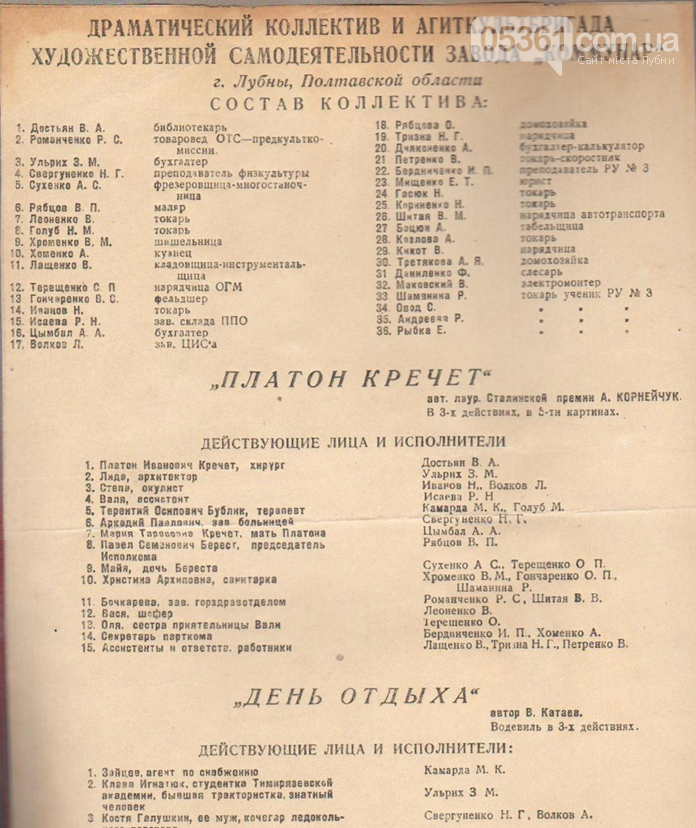 ДРАМАТИЧЕСКИЙ КОЛЛЕКТИВ И
ХУДОЖЕСТВЕННОЙ САМОДЕЯТЕЛЬНОСТИ
05361.com.ua
Сайт міста Лубни
г. Лубны, Полтавской области
СОСТАВ КОЛЛЕКТИВА:
1. Достьян В. А. библиотекарь
2. Романченко Р. С. товаровед ОТС—предкультко-
миссии.
3. Ульрих З. М. бухгалтер
4. Свергуненко Н. Г. преподаватель физкультуры
5. Сухенко А. С. фрезеровщица-многостаноч-
ница
6. Рябцов В. П. маляр
7. Леоненко В. токарь
8. Голуб Н. М. токарь
9. Хроменко В. М. шишельница
10. Хоменко А. кузнец
11. Лащенко В. кладовщица-инструменталь-
щица
12. Терещенко С. П нарядчица ОГМ
13 Гончаренко В. С. фельдшер
14. Иванов Н. токарь
15. Исаева Р. Н. зав. склада ППО
16. Цымбал А. А. бухгалтер
17. Волков Л. зав. ЦИС'а
18. Рябцова О. домохозяйка
19. Тризна Н. Г. нарядчица
20. Дьяконенко А. бухгалтер-калькулятор
21 Петренко В. токарь-скоростник
22. Бердниченко И. П. преподаватель РУ № 3
23. Мищенко Е. Т. юрист
24. Гасюк Н. токарь
25. Корниенко Н. токарь
26. Шитая В. М. нарядчица автотранспорта
27 Бацюн А. табельщица
28. Козлова А. токарь
29. Кикот В. нарядчица
30. Третякова А. Я. домохозяйка
31 Даниленко Ф. слесарь
32. Маковский В. электромонтер
33 Шаманина Р. токарь ученик РУ № 3
34. Овод С. " " "
35. Андреева Р. " " "
36. Рыбка Е. " " "
„ПЛАТОН КРЕЧЕТ“
авт. лаур. Сталинской премии А. КОРНЕЙЧУК.
В 3-х действиях, в 5-ти картинах.
ДЕЙСТВУЮЩИЕ ЛИЦА И ИСПОЛНИТЕЛИ
1. Платон Иванович Кречет, хирург Достьян В. А.
2. Лида, архитектор Ульрих З. М.
3. Степа, окулист Иванов Н., Волков Л.
4. Валя, ассистент Исаева Р. Н
5. Терентий Осипович Бублик, терапевт Камарда М. К., Голуб М.
6. Аркадий Павлович, зав больницей Свергуненко Н. Г.
7. Мария Тарасовна Кречет, мать Платона Цымбал А. А.
8. Павел Семанович Берест, председатель Рябцов В. П.
Исполкома
9. Майя, дочь Береста Сухенко А С., Терещенко О П.
10. Христина Архиповна, санитарка Хроменко В. М., Гончаренко О. П.,
Шаманина Р.
11. Бочкарева, зав. горздравотделом Романченко Р. С, Шитая В. В.
12. Вася, шофер Леоненко В.
13. Оля, сестра приятельницы Вали Терещенко О.
14. Секретарь парткома Бердниченко И. П., Хоменко А.
15. Ассистенты и ответств. работники Лащенко В., Тризна Н. Г., Петренко В.
„ДЕНЬ ОТДЫХА“
автор В. Катаев.
Водевиль в 3-х действиях.
ДЕЙСТВУЮЩИЕ ЛИЦА И ИСПОЛНИТЕЛИ:
1. Зайцев, агент по снабжению Камарда М. К.
2. Клава Игнатюк, студентка Тимирязевской
академии, бывшая трактористка, знатный Ульрих З М.
человек
3 Костя Галушкин, ее муж, кочегар ледоколь- Свергуненко Н. Г, Волков А.